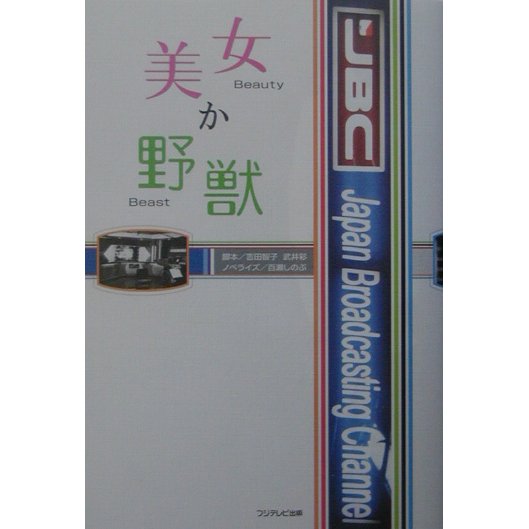 美女
Beauty
か
野獣
Beast
脚本／吉田智子 武井彩
ノベライズ／百瀬しのぶ
JBC
Japan Broadcasting Channel
フジテレビ出版